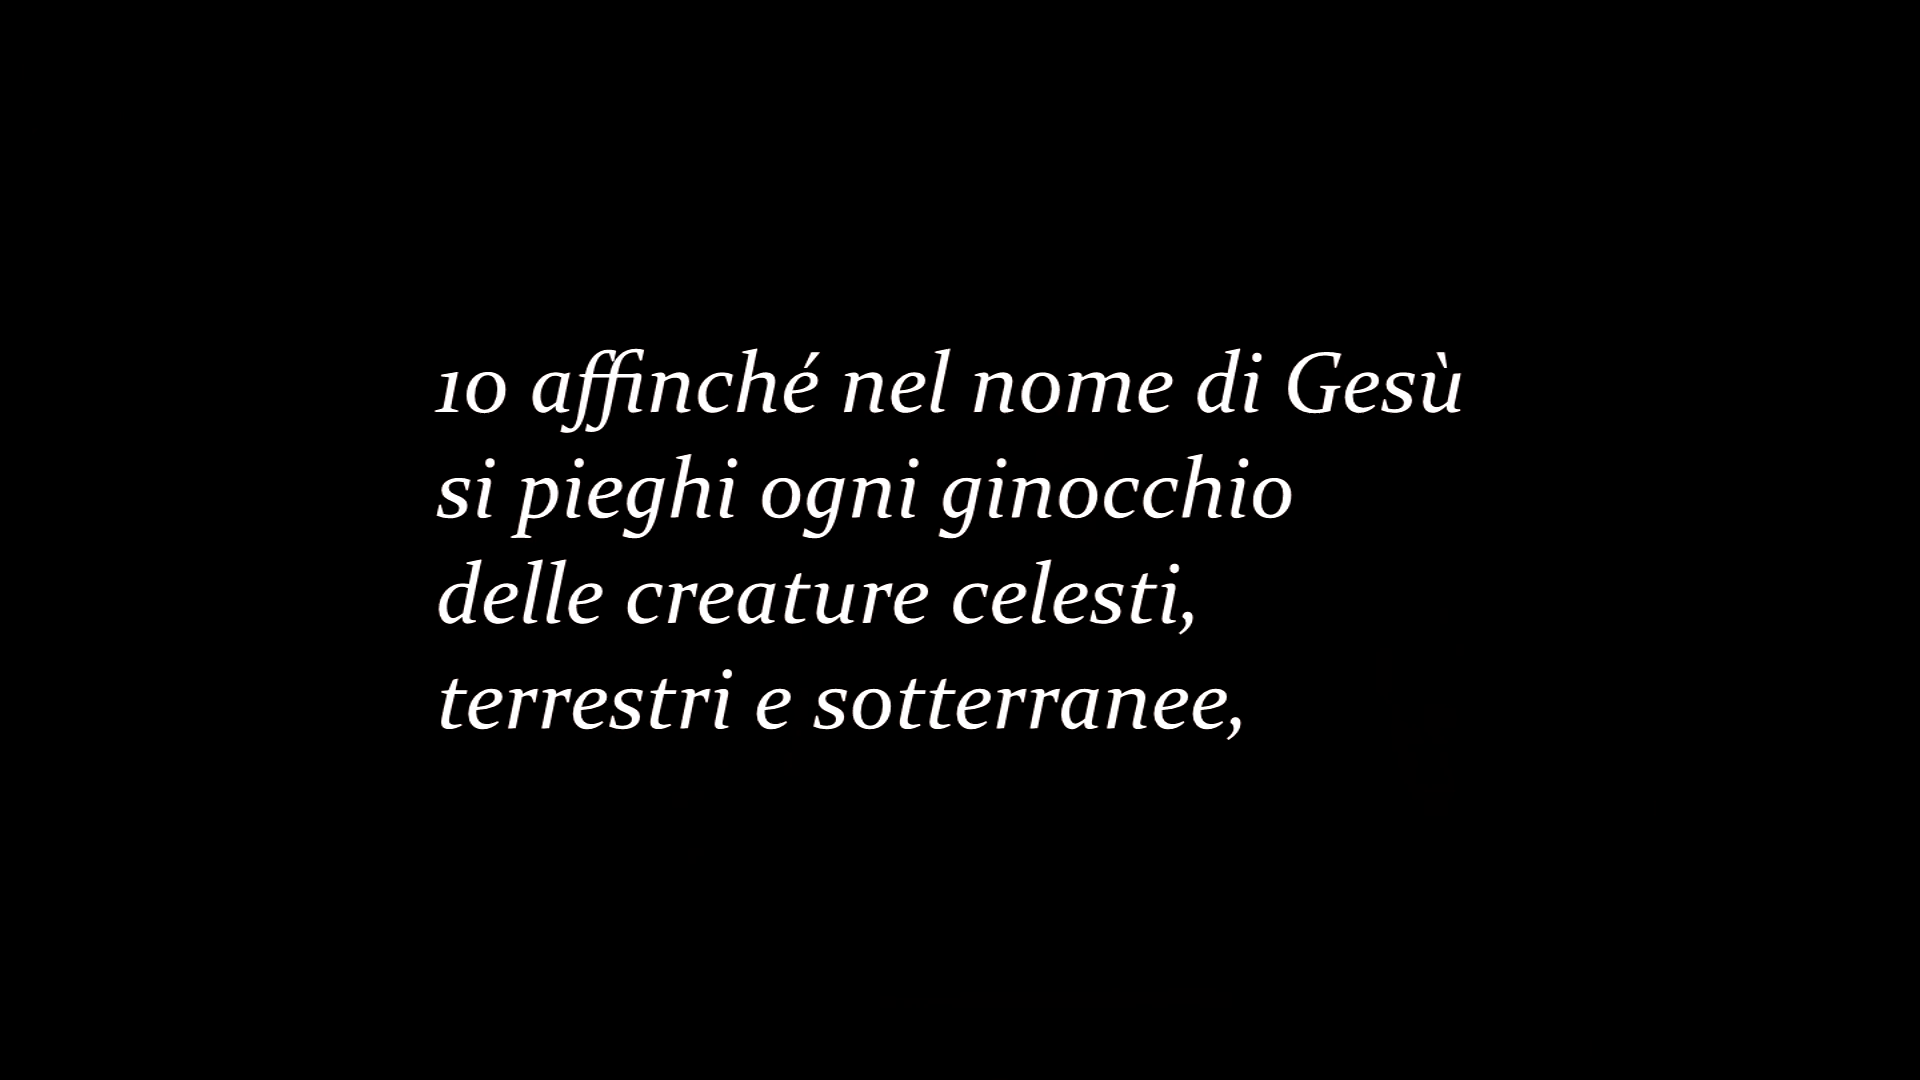 10 affinché nel nome di Gesù
si pieghi ogni ginocchio
delle creature celesti,
terrestri e sotterranee,